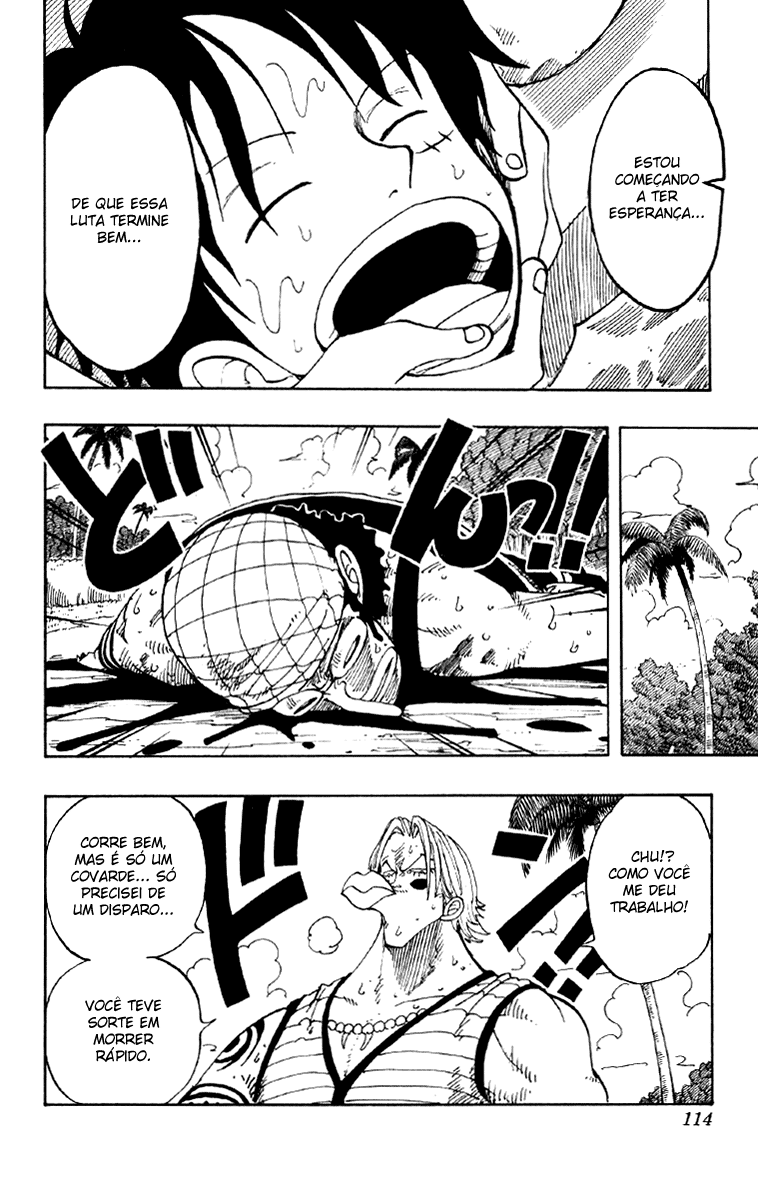 ESTOU
COMEÇANDO
A TER
ESPERANÇA...
DE QUE ESSA
LUTA TERMINE
BEM...
どんっ!!
CHU!?
COMO VOCÊ
ME DEU
TRABALHO!
ドン!!
CORRE BEM,
MAS É SÓ UM
COVARDE... SÓ
PRECISEI DE
UM DISPARO...
VOCÊ TEVE
SORTE EM
MORRER
RÁPIDO.
114